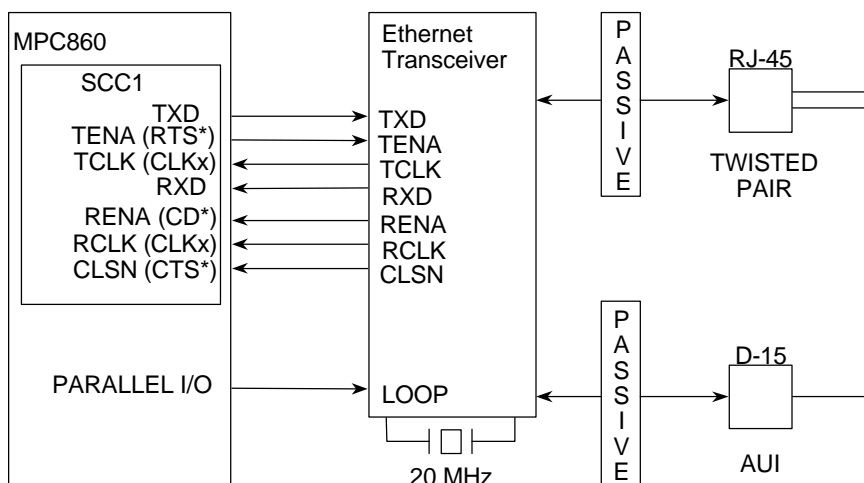 MPC860
SCC1
TXD
TENA (RTS*)
TCLK (CLKx)
RXD
RENA (CD*)
RCLK (CLKx)
CLSN (CTS*)
PARALLEL I/O
Ethernet
Transceiver
TXD
TENA
TCLK
RXD
RENA
RCLK
CLSN
LOOP
20 MHz
PASSIVE
RJ-45
TWISTED
PAIR
PASSIVE
D-15
AUI